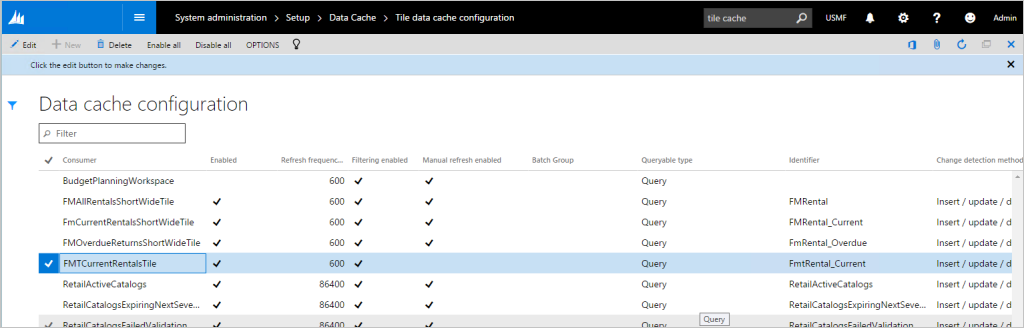 System administration > Setup > Data Cache > Tile data cache configuration tile cache USMF Admin
Edit New Delete Enable all Disable all OPTIONS
Click the edit button to make changes.
Data cache configuration
Filter
Consumer Enabled Refresh frequenc... Filtering enabled Manual refresh enabled Batch Group Queryable type Identifier Change detection method
BudgetPlanningWorkspace 600 Query
FMAllRentalsShortWideTile 600 Query FMRental Insert / update / d
FmCurrentRentalsShortWideTile 600 Query FMRental_Current Insert / update / d
FMOverdueReturnsShortWideTile 600 Query FmRental_Overdue Insert / update / d
FMTCurrentRentalsTile 600 Query FmtRental_Current Insert / update / d
RetailActiveCatalogs 86400 Query RetailActiveCatalogs Insert / update / d
RetailCatalogsExpiringNextSeve... 86400 Query RetailCatalogsExpiringNextSeve... Insert / update / d
RetailCatalogsFailedValidation 86400 Query RetailCatalogsFailedValidation Insert / update / d
Query